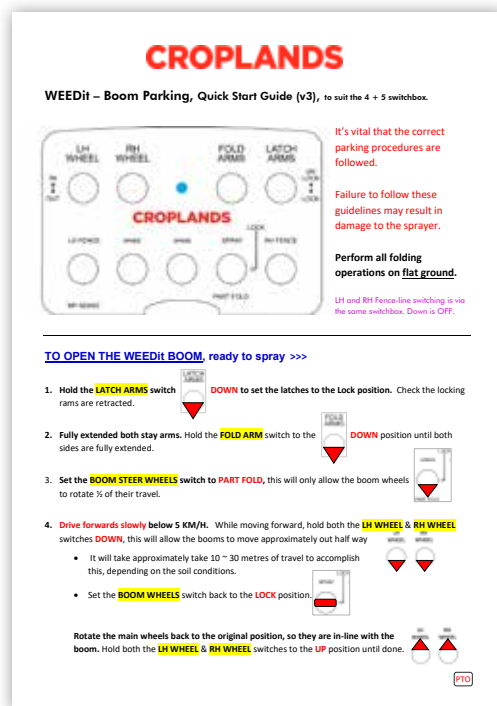 CROPLANDS
WEEDit – Boom Parking, Quick Start Guide (v3), to suit the 4 + 5 switchbox.
LH WHEEL
RH WHEEL
FOLD ARMS
LATCH ARMS
CROPLANDS
LOCK
LH FENCE
SPRAY
RH FENCE
PART FOLD
It's vital that the correct
parking procedures are
followed.
Failure to follow these
guidelines may result in
damage to the sprayer.
Perform all folding
operations on flat ground.
LH and RH Fence-line switching is via
the same switchbox. Down is OFF.
TO OPEN THE WEEDit BOOM, ready to spray >>>
LATCH ARMS
1. Hold the LATCH ARMS switch DOWN to set the latches to the Lock position. Check the locking
rams are retracted.
FOLD ARMS
2. Fully extended both stay arms. Hold the FOLD ARM switch to the DOWN position until both
sides are fully extended.
3. Set the BOOM STEER WHEELS switch to PART FOLD, this will only allow the boom wheels
to rotate ½ of their travel.
4. Drive forwards slowly below 5 KM/H. While moving forward, hold both the LH WHEEL & RH WHEEL
switches DOWN, this will allow the booms to move approximately out half way
• It will take approximately take 10 ~ 30 metres of travel to accomplish
this, depending on the soil conditions.
• Set the BOOM WHEELS switch back to the LOCK position.
Rotate the main wheels back to the original position, so they are in-line with the
boom. Hold both the LH WHEEL & RH WHEEL switches to the UP position until done.
PTO